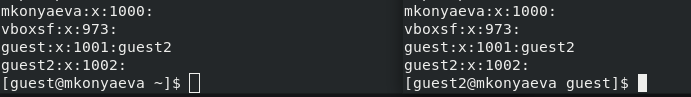 mkonyaeva:x:1000:
vboxsf:x:973:
guest:x:1001:guest2
guest2:x:1002:
[guest@mkonyaeva ~]$
mkonyaeva:x:1000:
vboxsf:x:973:
guest:x:1001:guest2
guest2:x:1002:
[guest2@mkonyaeva guest]$